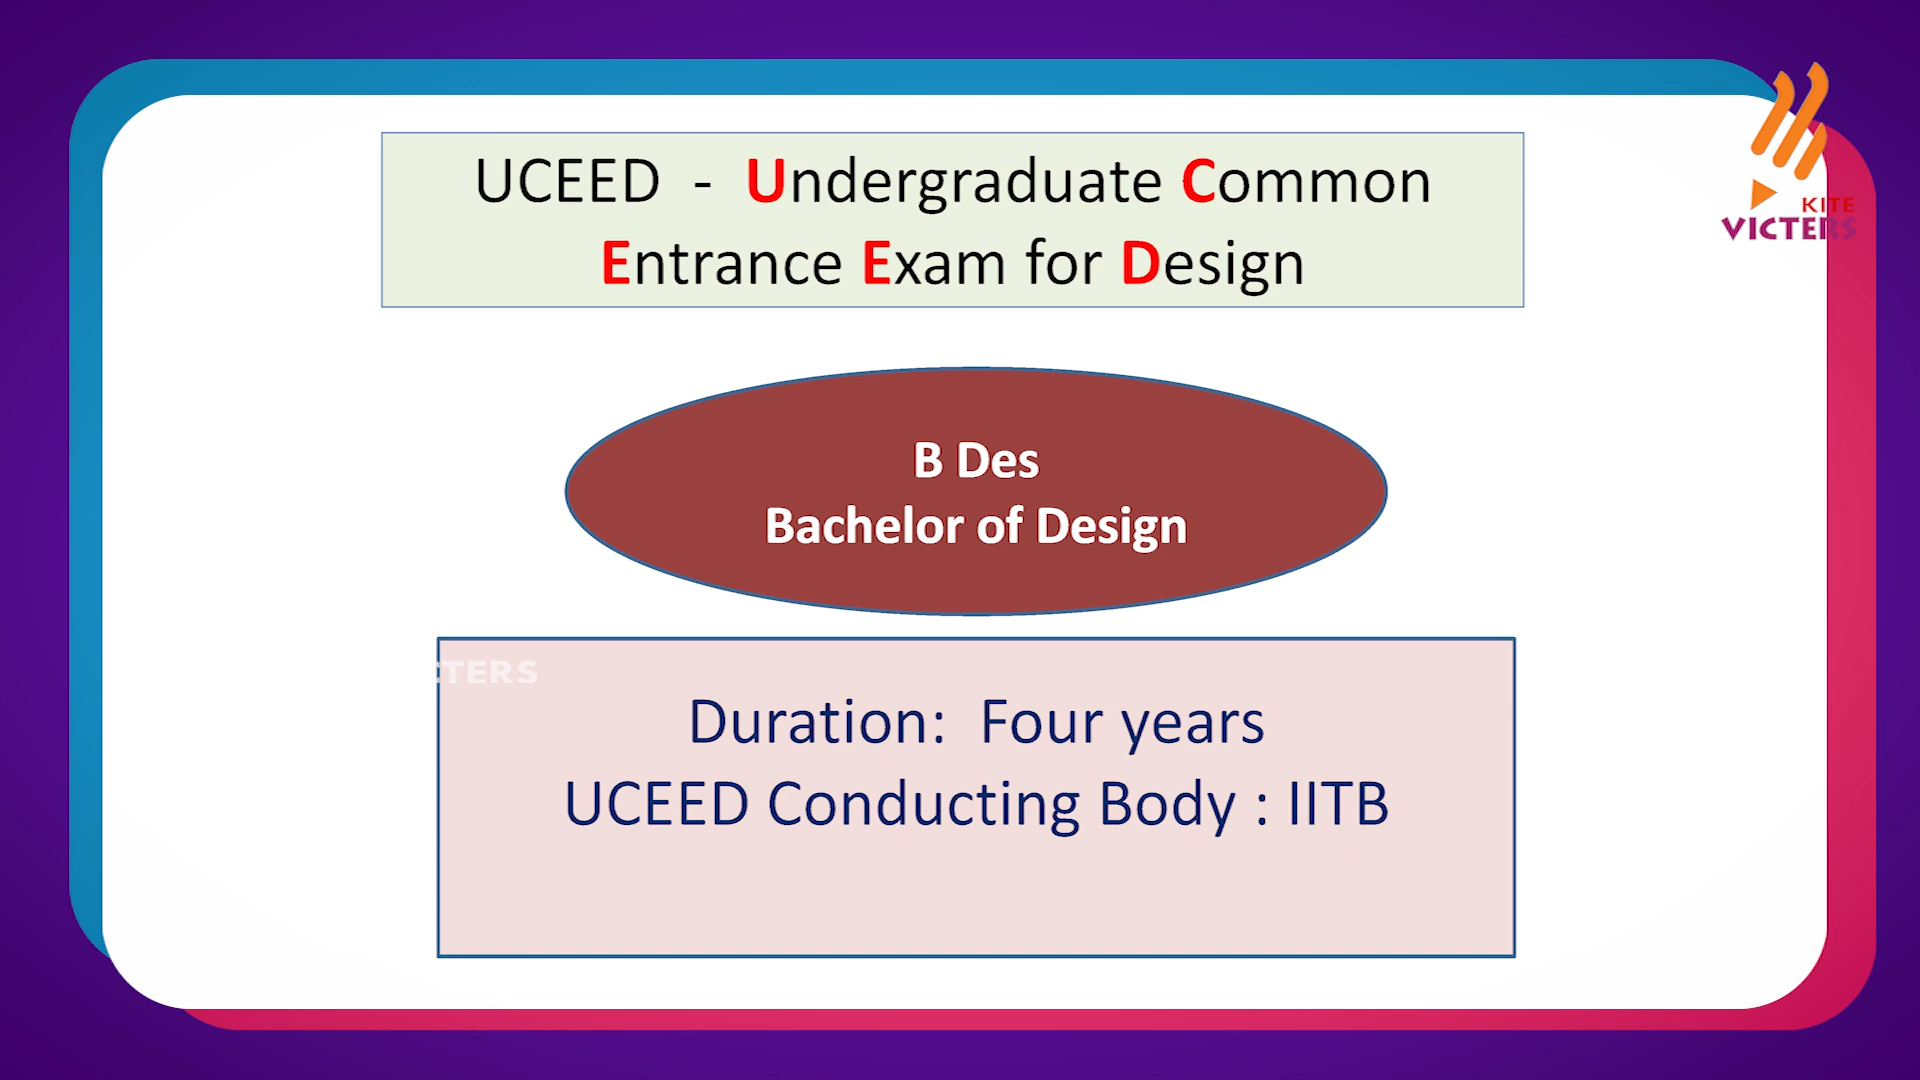 UCEED - Undergraduate Common
Entrance Exam for Design
KITE
VICTERS
B Des
Bachelor of Design
TERS
Duration: Four years
UCEED Conducting Body : IITB